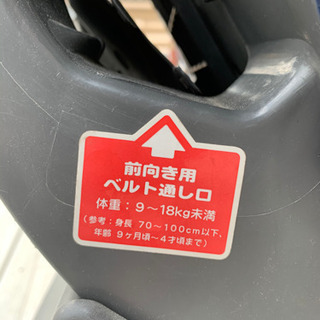 前向き用
ベルト通し口
体重：9～18kg未満
（参考：身長 70～100cm以下、
年齢 9ヶ月頃～4才頃まで）